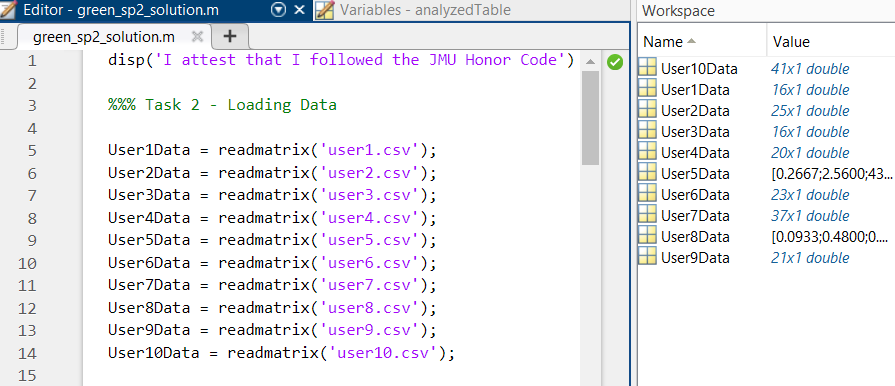 Editor - green_sp2_solution.m
Variables - analyzedTable
green_sp2_solution.m
1 disp('I attest that I followed the JMU Honor Code')
2
3 %%% Task 2 - Loading Data
4
5 User1Data = readmatrix('user1.csv');
6 User2Data = readmatrix('user2.csv');
7 User3Data = readmatrix('user3.csv');
8 User4Data = readmatrix('user4.csv');
9 User5Data = readmatrix('user5.csv');
10 User6Data = readmatrix('user6.csv');
11 User7Data = readmatrix('user7.csv');
12 User8Data = readmatrix('user8.csv');
13 User9Data = readmatrix('user9.csv');
14 User10Data = readmatrix('user10.csv');
15
Workspace
Name Value
User10Data 41x1 double
User1Data 16x1 double
User2Data 25x1 double
User3Data 16x1 double
User4Data 20x1 double
User5Data [0.2667;2.5600;43...
User6Data 23x1 double
User7Data 37x1 double
User8Data [0.0933;0.4800;0....
User9Data 21x1 double